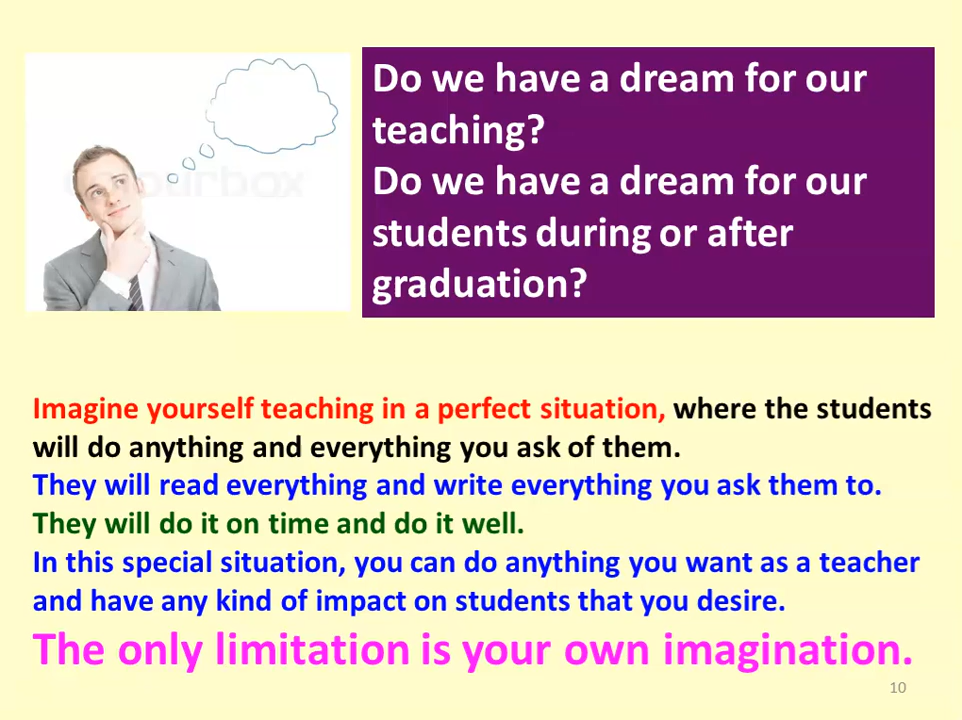 Do we have a dream for our
teaching?
Do we have a dream for our
students during or after
graduation?
Imagine yourself teaching in a perfect situation, where the students
will do anything and everything you ask of them.
They will read everything and write everything you ask them to.
They will do it on time and do it well.
In this special situation, you can do anything you want as a teacher
and have any kind of impact on students that you desire.
The only limitation is your own imagination.
10